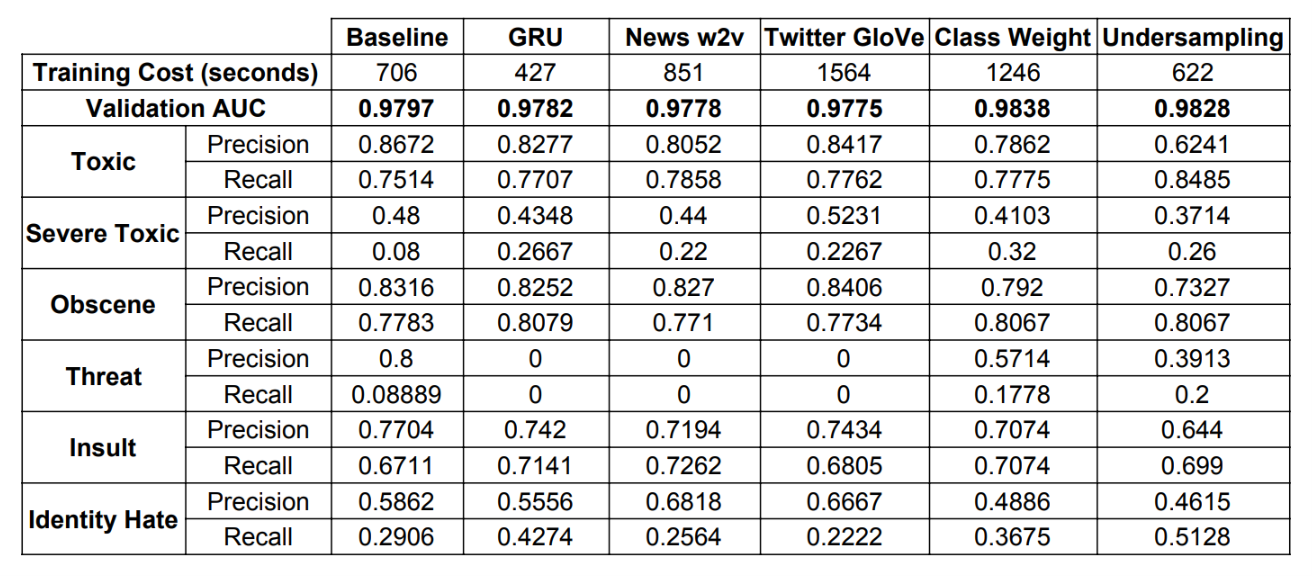 Baseline GRU News w2v Twitter GloVe Class Weight Undersampling
Training Cost (seconds) 706 427 851 1564 1246 622
Validation AUC 0.9797 0.9782 0.9778 0.9775 0.9838 0.9828
Toxic
Precision 0.8672 0.8277 0.8052 0.8417 0.7862 0.6241
Recall 0.7514 0.7707 0.7858 0.7762 0.7775 0.8485
Severe Toxic
Precision 0.48 0.4348 0.44 0.5231 0.4103 0.3714
Recall 0.08 0.2667 0.22 0.2267 0.32 0.26
Obscene
Precision 0.8316 0.8252 0.827 0.8406 0.792 0.7327
Recall 0.7783 0.8079 0.771 0.7734 0.8067 0.8067
Threat
Precision 0.8 0 0 0 0.5714 0.3913
Recall 0.08889 0 0 0 0.1778 0.2
Insult
Precision 0.7704 0.742 0.7194 0.7434 0.7074 0.644
Recall 0.6711 0.7141 0.7262 0.6805 0.7074 0.699
Identity Hate
Precision 0.5862 0.5556 0.6818 0.6667 0.4886 0.4615
Recall 0.2906 0.4274 0.2564 0.2222 0.3675 0.5128